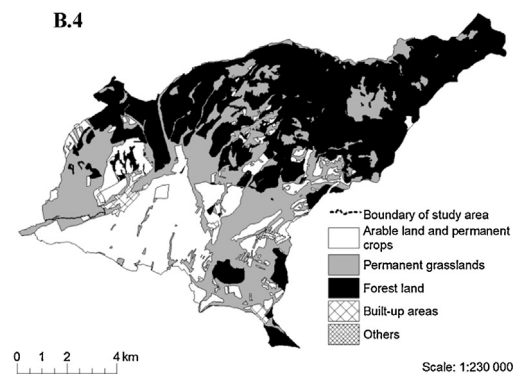 B.4
Boundary of study area
Arable land and permanent
crops
Permanent grasslands
Forest land
Built-up areas
Others
0 1 2 4 km
Scale: 1:230 000